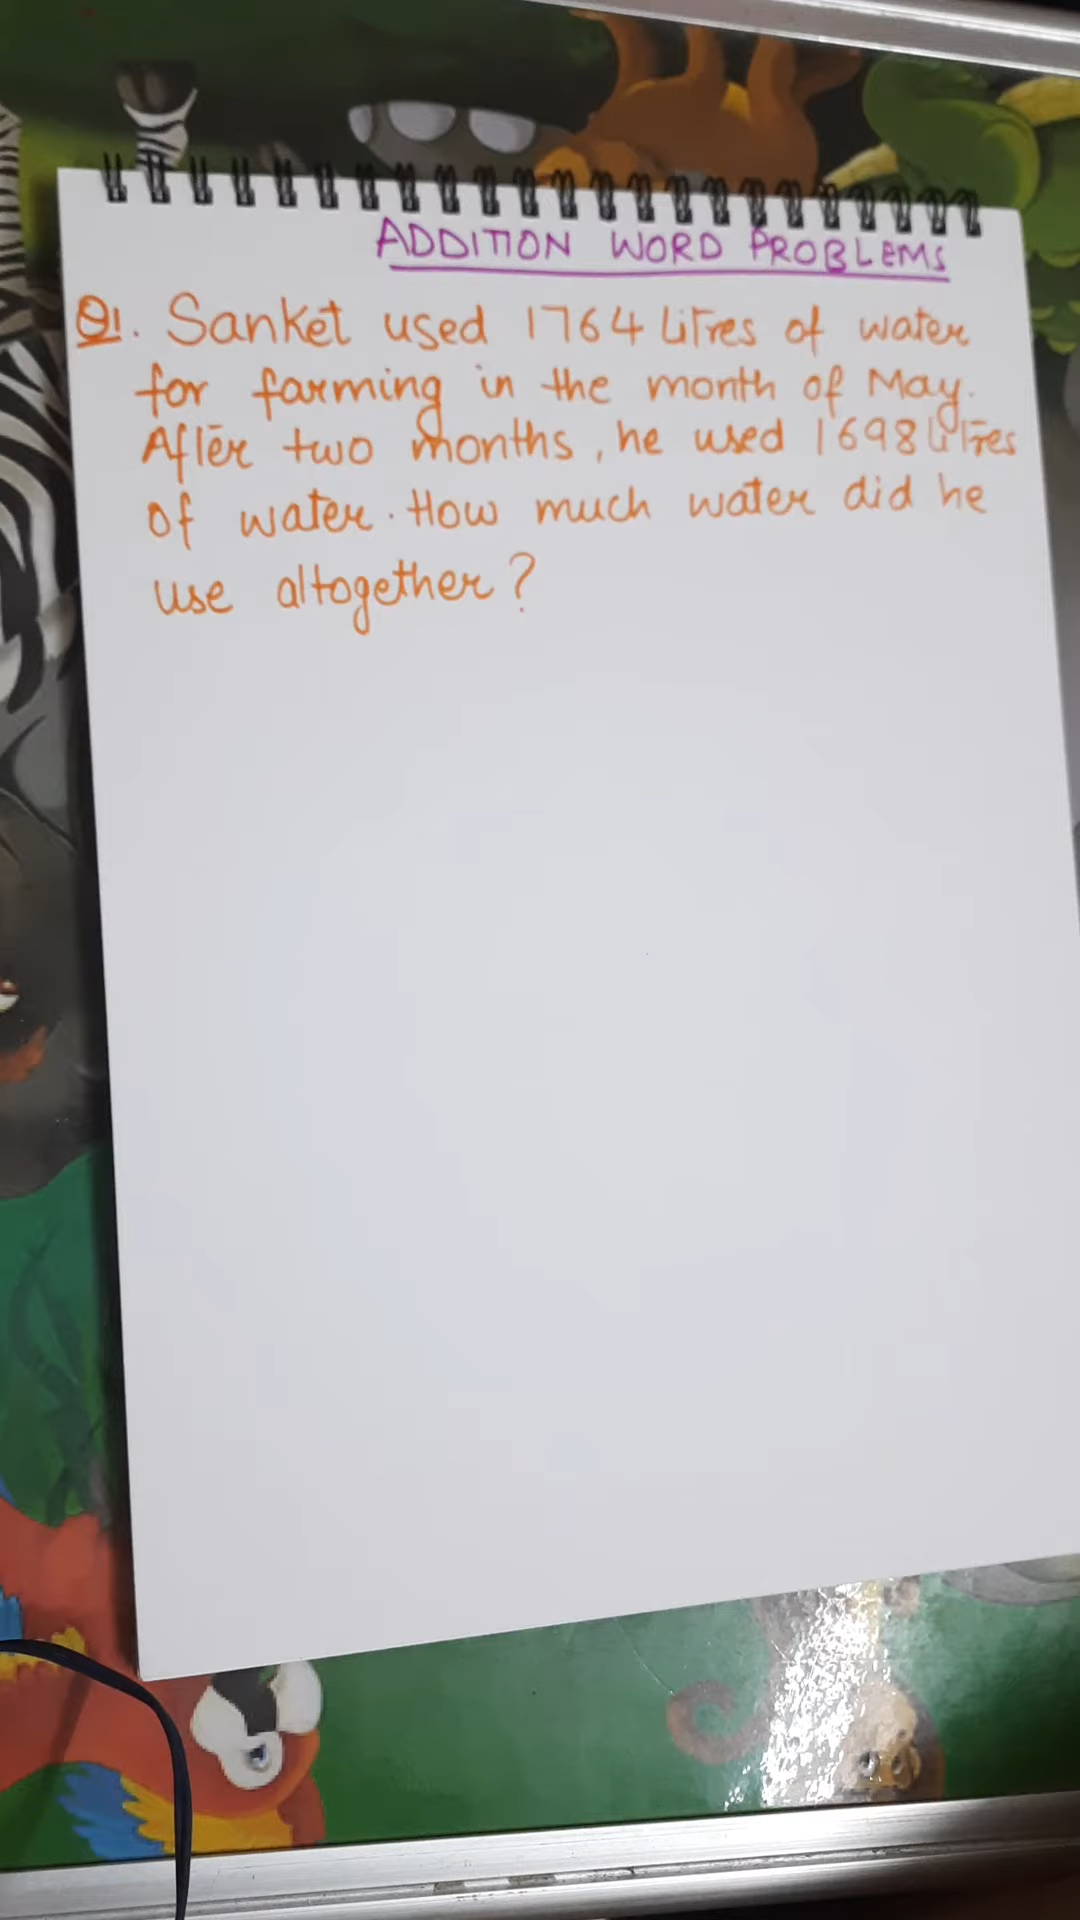 ADDITION WORD PROBLEMS
Q1. Sanket used 1764 Litres of water
for farming in the month of May.
After two months, he used 1698 Litres
of water. How much water did he
use altogether?